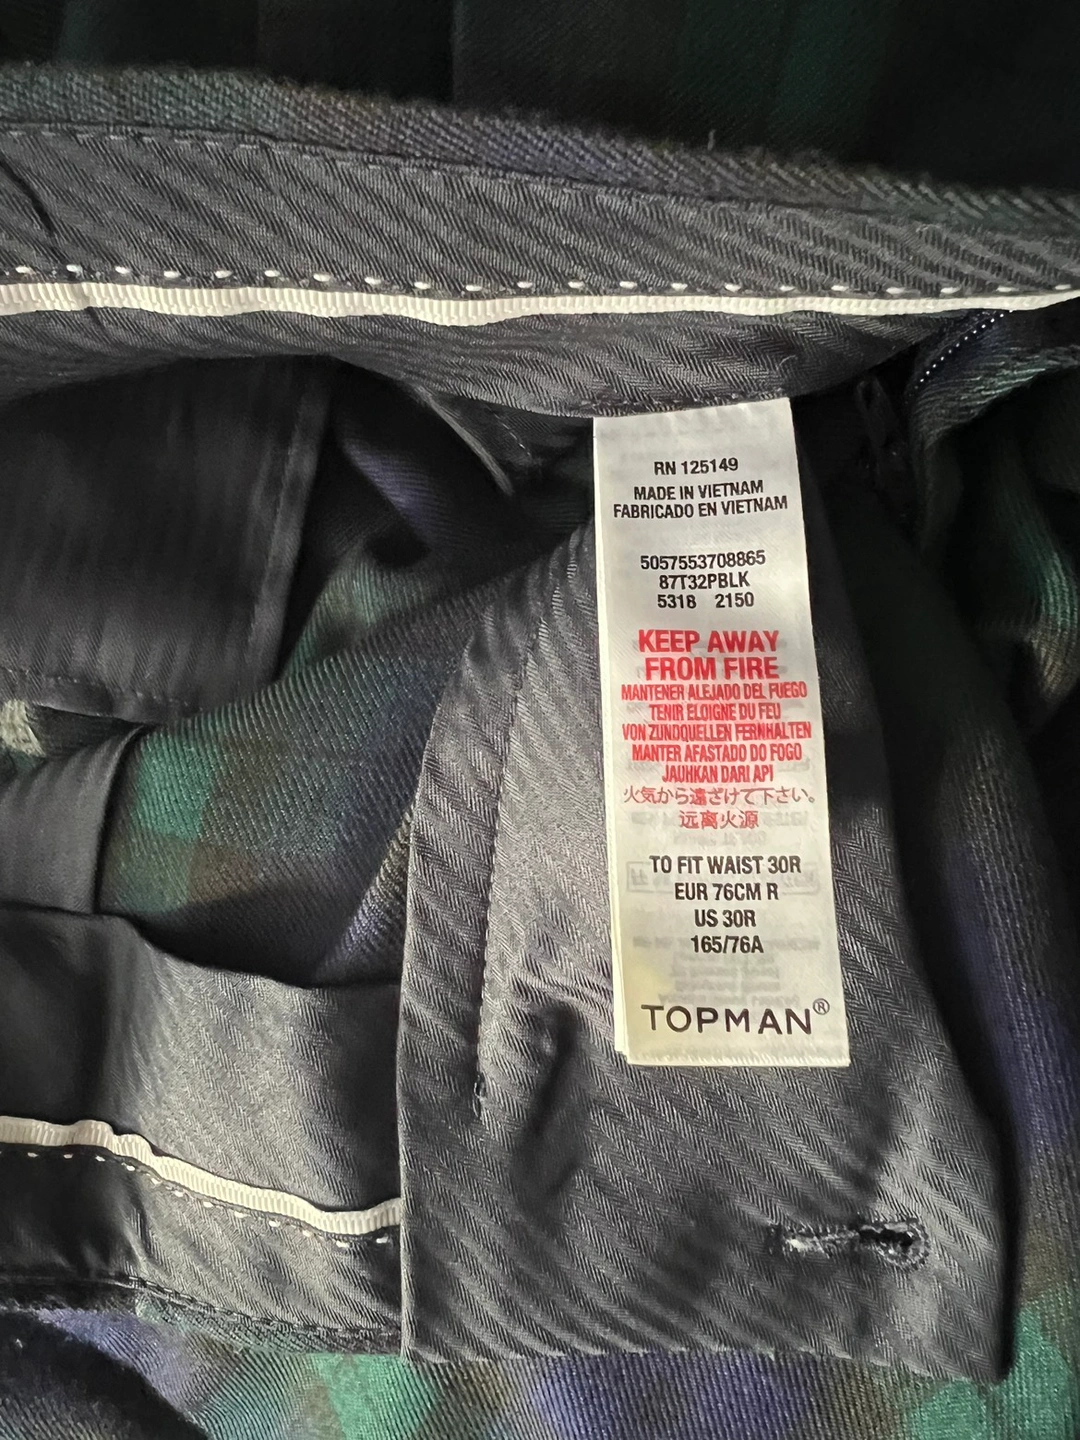 RN 125149
MADE IN VIETNAM
FABRICADO EN VIETNAM
5057553708865
87T32PBLK
5318 2150
KEEP AWAY
FROM FIRE
MANTENER ALEJADO DEL FUEGO
TENIR ELOIGNE DU FEU
VON ZUNDQUELLEN FERNHALTEN
MANTER AFASTADO DO FOGO
JAUHKAN DARI API
火気から遠ざけて下さい。
远离火源
TO FIT WAIST 30R
EUR 76CM R
US 30R
165/76A
TOPMAN®